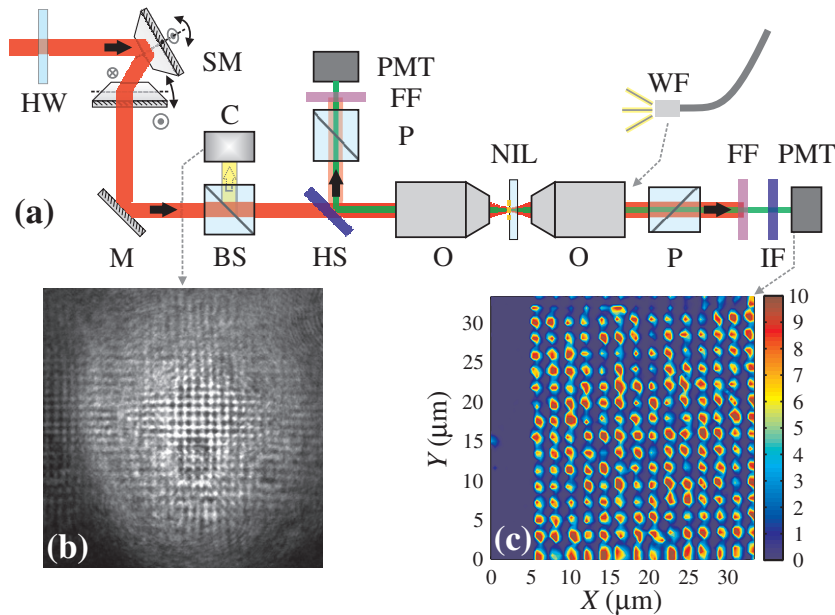 HW
SM
C
PMT
FF
P
NIL
WF
FF
PMT
(a)
M
BS
HS
O
O
P
IF
(b)
(c)
Y (μm)
30
25
20
15
10
5
0
0
5
10
15
20
25
30
X (μm)
10
9
8
7
6
5
4
3
2
1
0